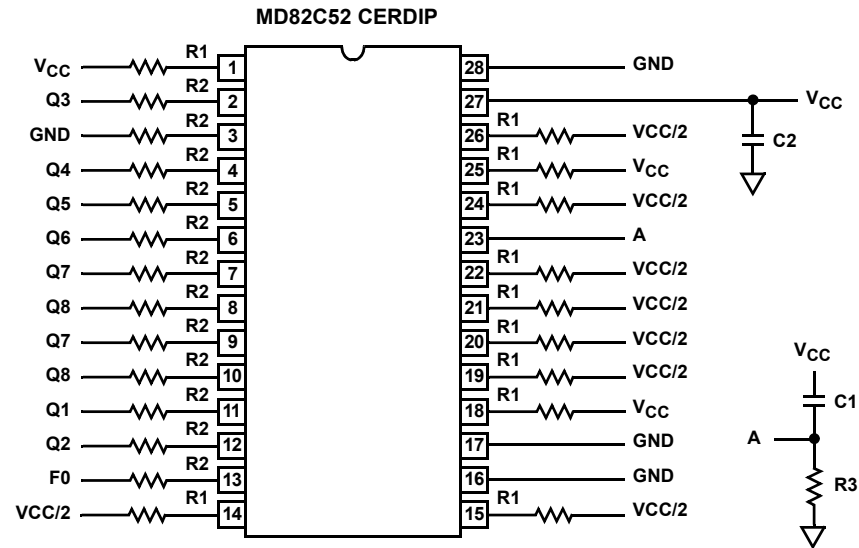 MD82C52 CERDIP
VCC R1 1
Q3 R2 2
GND R2 3
Q4 R2 4
Q5 R2 5
Q6 R2 6
Q7 R2 7
Q8 R2 8
Q7 R2 9
Q8 R2 10
Q1 R2 11
Q2 R2 12
F0 R2 13
VCC/2 R1 14
28 GND
27 VCC
26 R1 VCC/2
25 R1 VCC
24 R1 VCC/2
23 A
22 R1 VCC/2
21 R1 VCC/2
20 R1 VCC/2
19 R1 VCC/2
18 R1 VCC
17 GND
16 GND
15 R1 VCC/2
C2
VCC
C1
A
R3